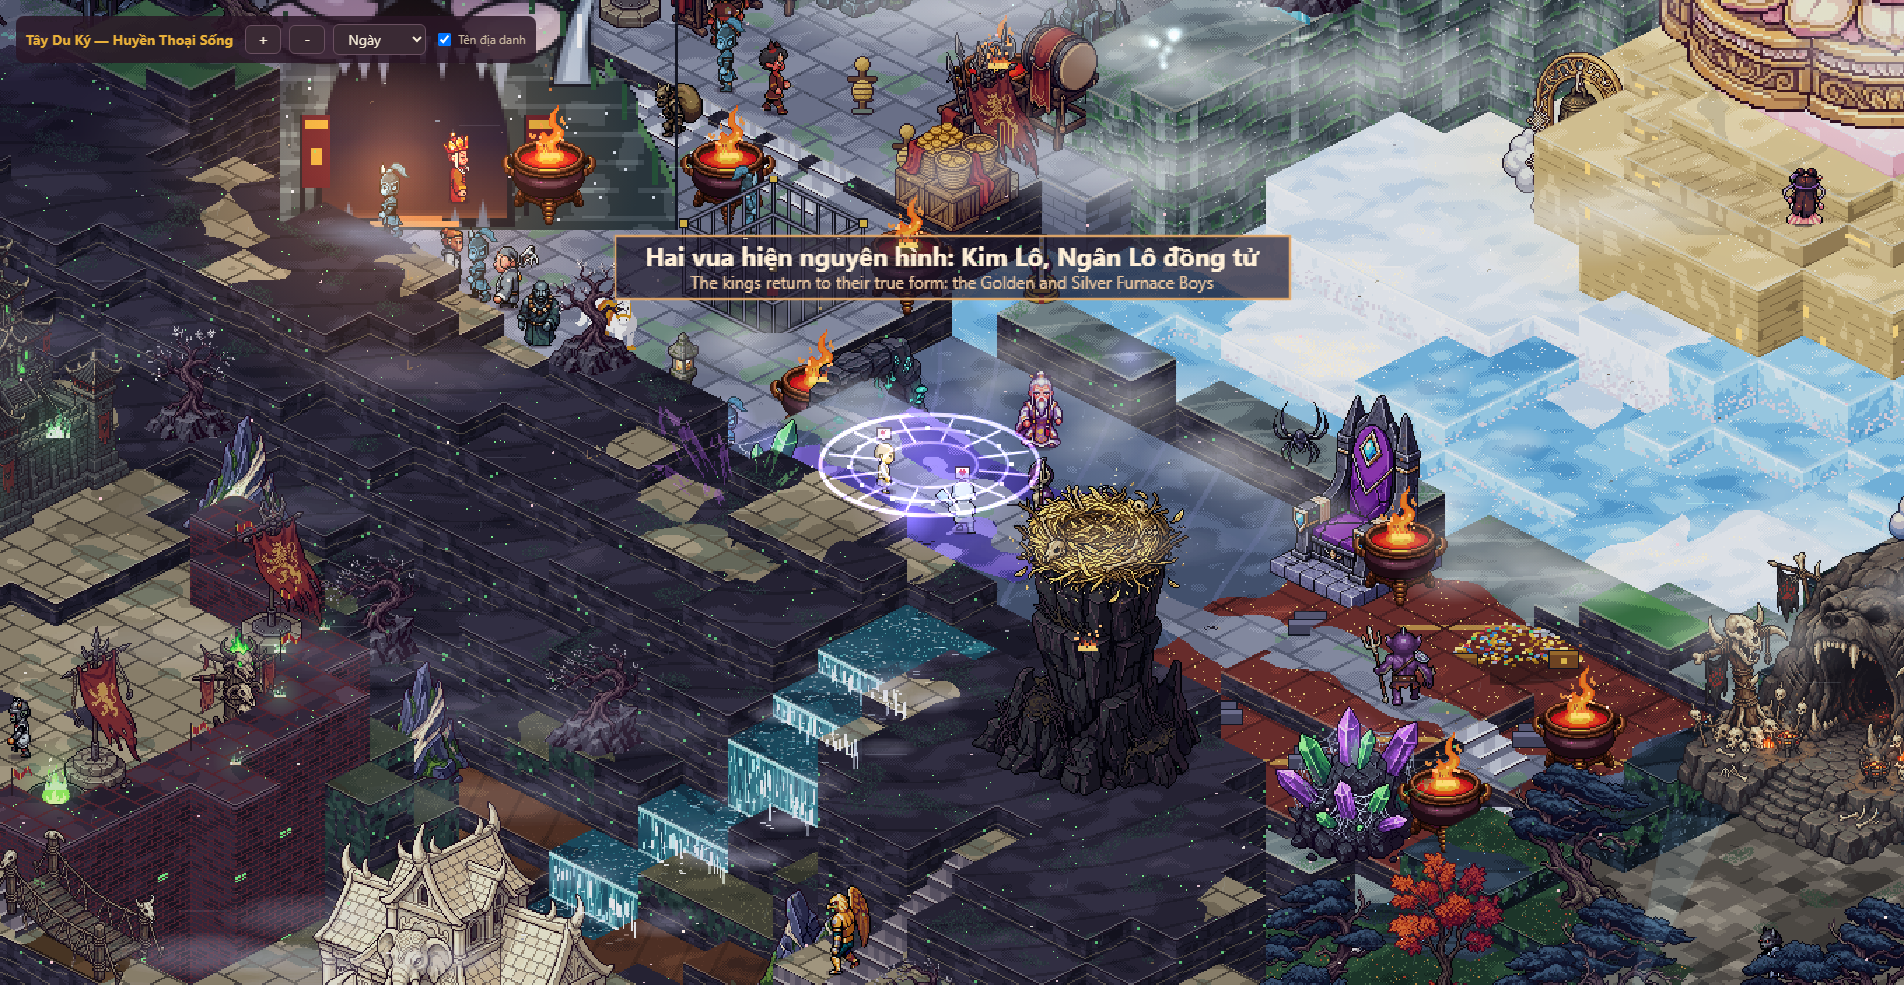 Tây Du Ký — Huyền Thoại Sống
+
-
Ngày
Tên địa danh
Hai vua hiện nguyên hình: Kim Lô, Ngân Lô đồng tử
The kings return to their true form: the Golden and Silver Furnace Boys